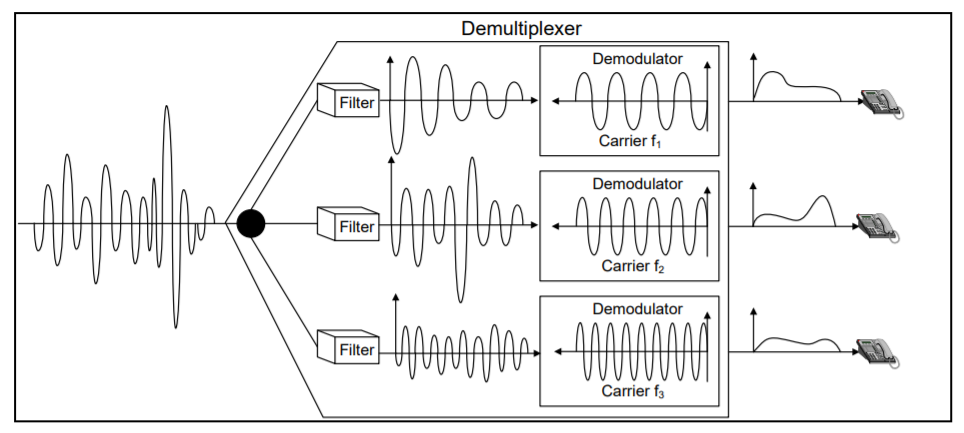 Demultiplexer
Filter
Demodulator
Carrier f₁
Filter
Demodulator
Carrier f₂
Filter
Demodulator
Carrier f₃